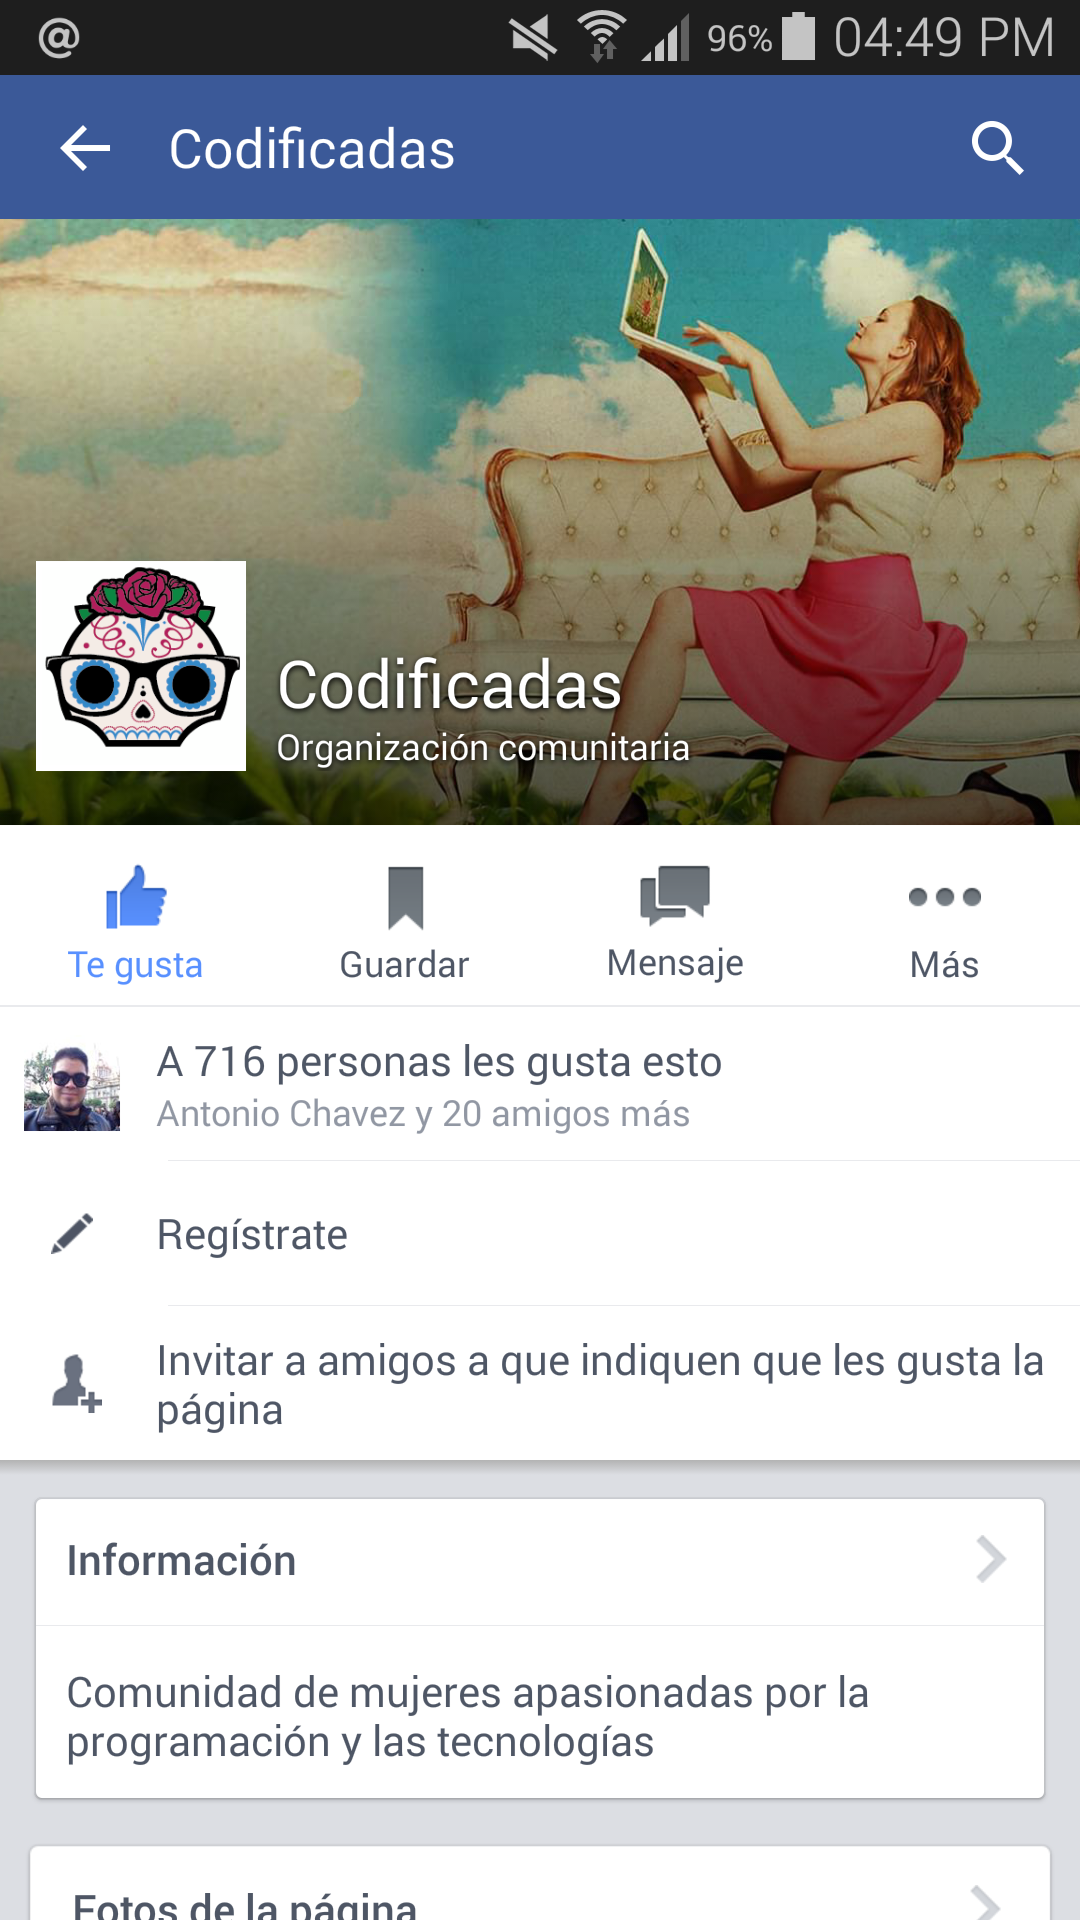 @ 96% 04:49 PM
Codificadas
Codificadas
Organización comunitaria
Te gusta Guardar Mensaje Más
A 716 personas les gusta esto
Antonio Chavez y 20 amigos más
Regístrate
Invitar a amigos a que indiquen que les gusta la
página
Información
Comunidad de mujeres apasionadas por la
programación y las tecnologías
Fotos de la página